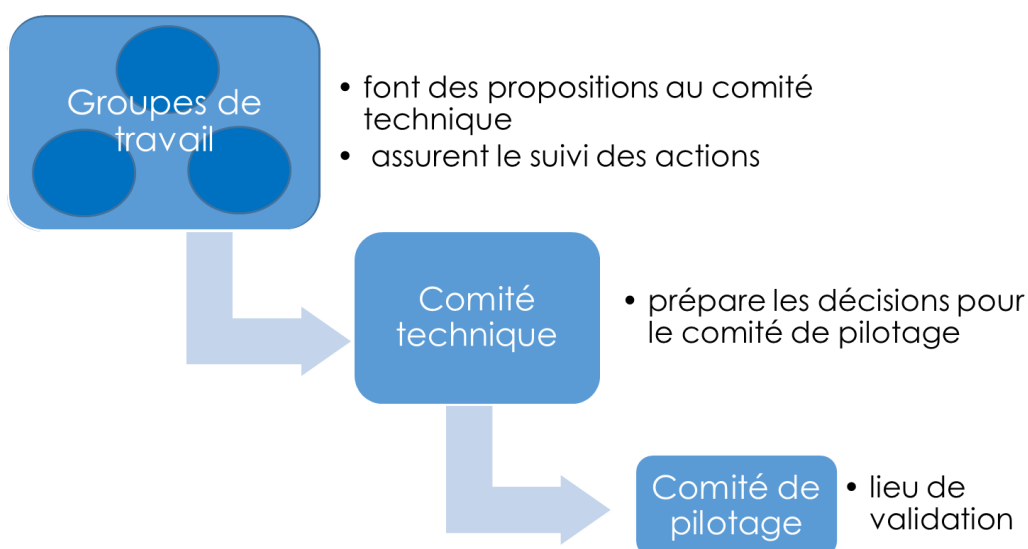 Groupes de
travail
• font des propositions au comité
technique
• assurent le suivi des actions
Comité
technique
• prépare les décisions pour
le comité de pilotage
Comité de
pilotage
• lieu de
validation